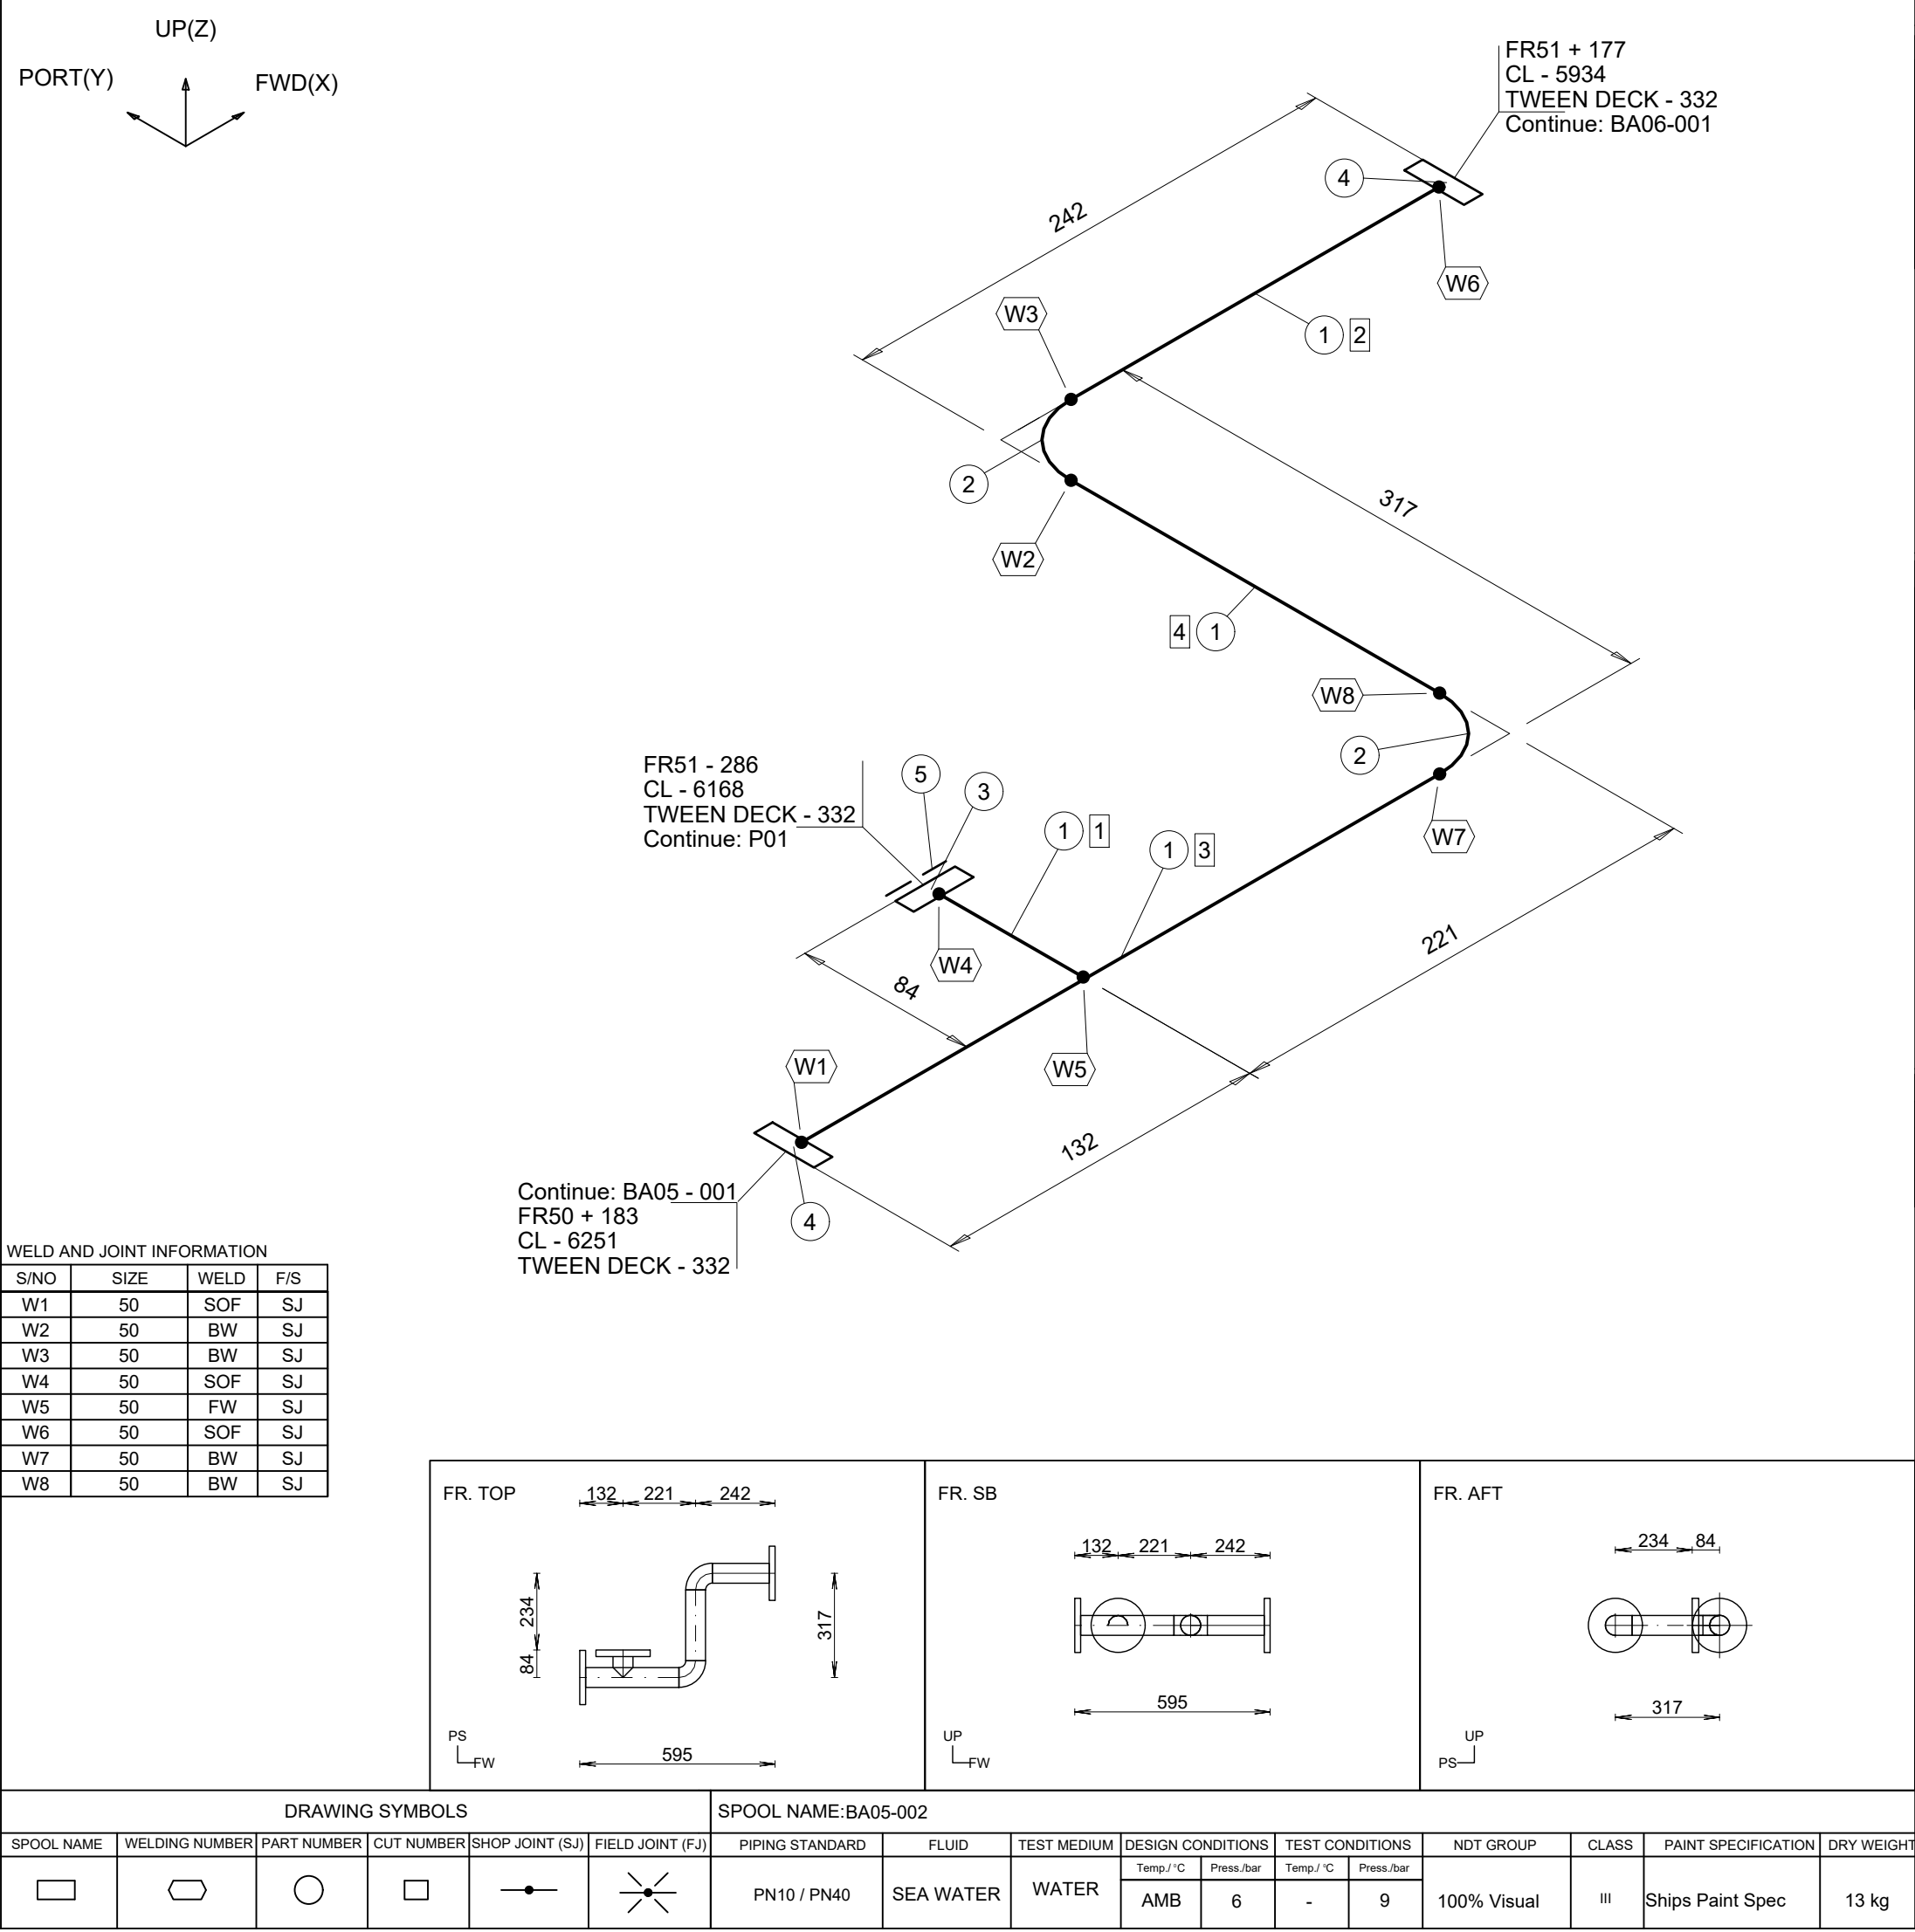 UP(Z)
PORT(Y)
FWD(X)
FR51 + 177
CL - 5934
TWEEN DECK - 332
Continue: BA06-001
4
242
W6
W3
1 2
317
2
W2
4 1
W8
2
FR51 - 286
CL - 6168
TWEEN DECK - 332
Continue: P01
5
3
1 1
1 3
W7
221
W4
84
W1
W5
132
Continue: BA05 - 001
FR50 + 183
CL - 6251
TWEEN DECK - 332
4
WELD AND JOINT INFORMATION
S/NO SIZE WELD F/S
W1 50 SOF SJ
W2 50 BW SJ
W3 50 BW SJ
W4 50 SOF SJ
W5 50 FW SJ
W6 50 SOF SJ
W7 50 BW SJ
W8 50 BW SJ
FR. TOP
132 221 242
234
84
317
595
PS
FW
FR. SB
132 221 242
595
UP
FW
FR. AFT
234 84
317
UP
PS
DRAWING SYMBOLS
SPOOL NAME WELDING NUMBER PART NUMBER CUT NUMBER SHOP JOINT (SJ) FIELD JOINT (FJ)
SPOOL NAME:BA05-002
PIPING STANDARD FLUID TEST MEDIUM DESIGN CONDITIONS TEST CONDITIONS NDT GROUP CLASS PAINT SPECIFICATION DRY WEIGHT
Temp./ °C Press./bar Temp./ °C Press./bar
PN10 / PN40 SEA WATER WATER AMB 6 - 9 100% Visual III Ships Paint Spec 13 kg